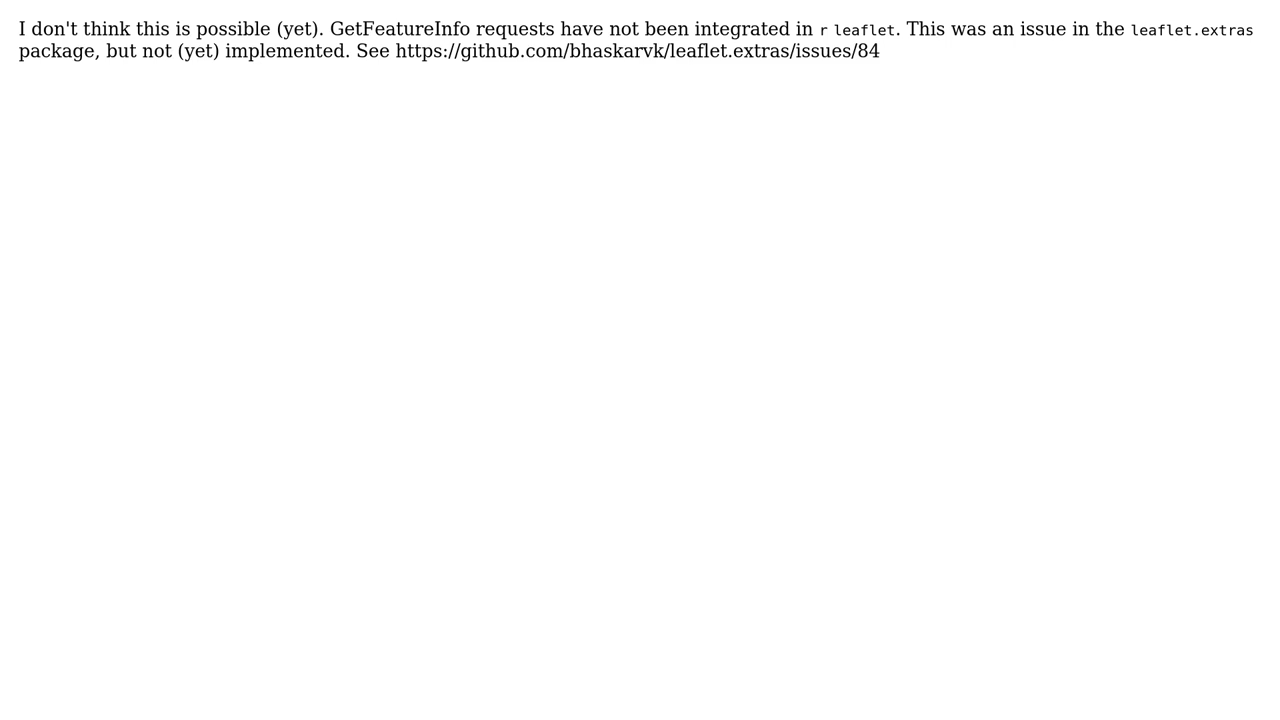 I don't think this is possible (yet). GetFeatureInfo requests have not been integrated in r leaflet. This was an issue in the leaflet.extras
package, but not (yet) implemented. See https://github.com/bhaskarvk/leaflet.extras/issues/84